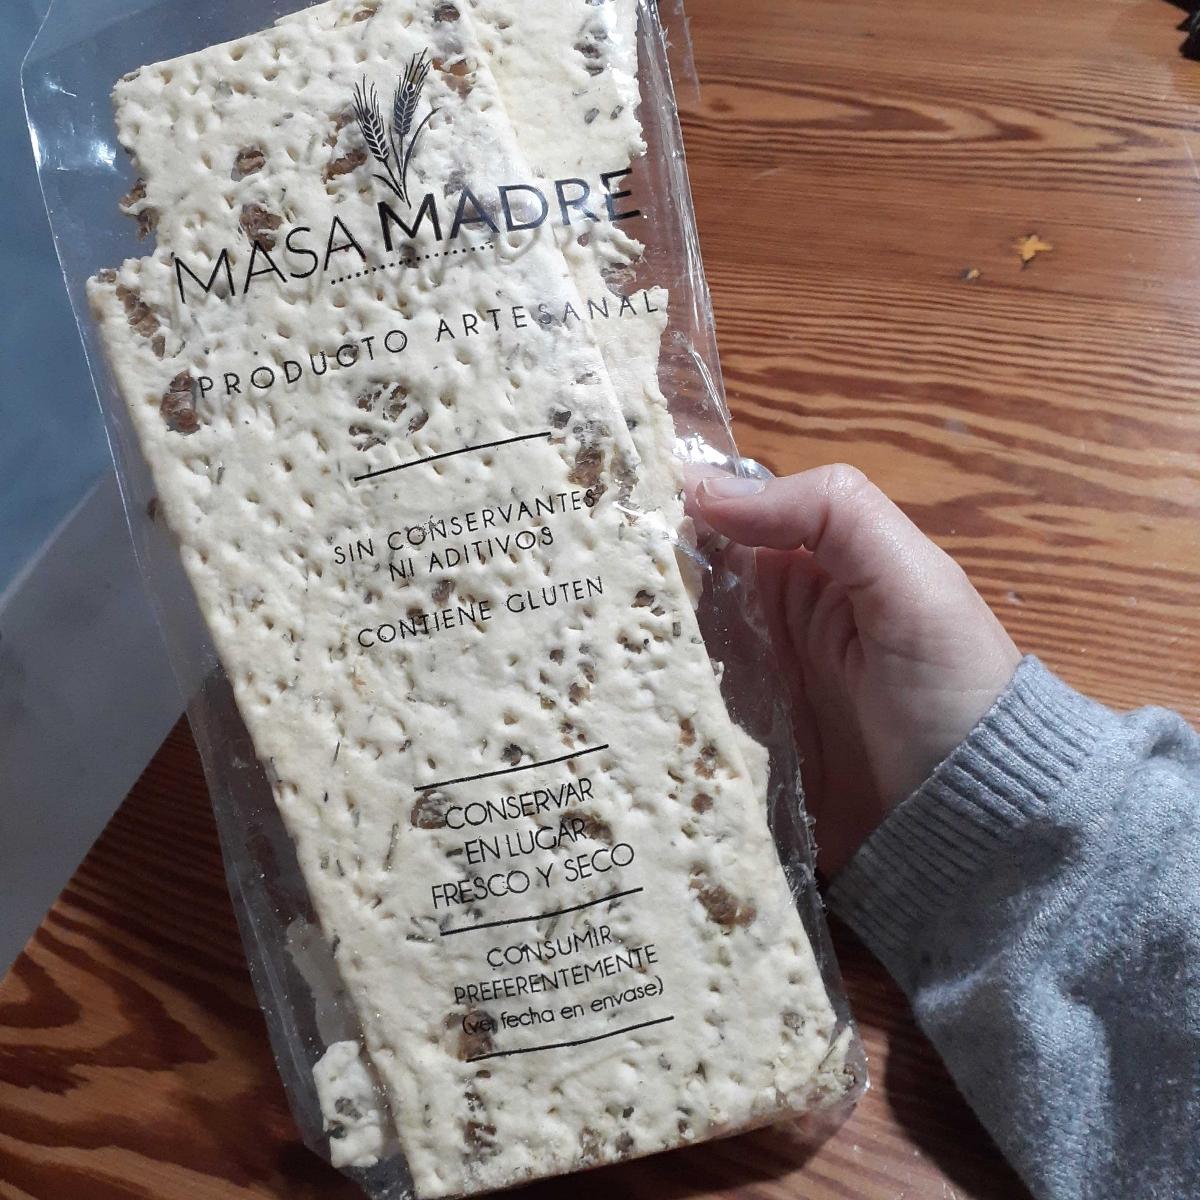 MASA MADRE
PRODUCTO ARTESANAL
SIN CONSERVANTES
NI ADITIVOS
CONTIENE GLUTEN
CONSERVAR
EN LUGAR
FRESCO Y SECO
CONSUMIR
PREFERENTEMENTE
(ver fecha en envase)